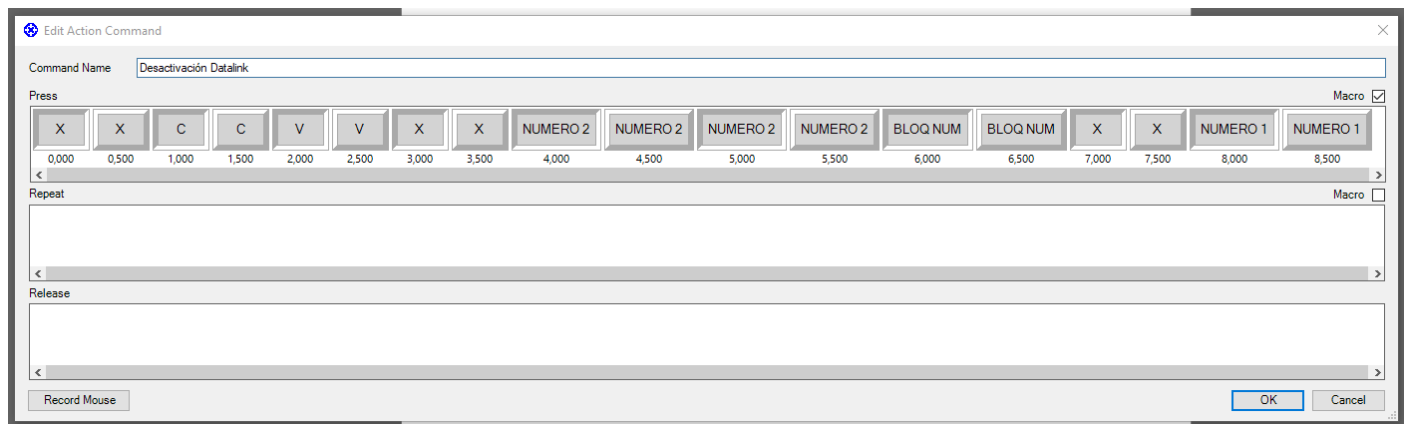 Edit Action Command
Command Name Desactivación Datalink
Press Macro
X X C C V V X X NUMERO 2 NUMERO 2 NUMERO 2 NUMERO 2 BLOQ NUM BLOQ NUM X X NUMERO 1 NUMERO 1
0,000 0,500 1,000 1,500 2,000 2,500 3,000 3,500 4,000 4,500 5,000 5,500 6,000 6,500 7,000 7,500 8,000 8,500
Repeat Macro
Release
Record Mouse OK Cancel